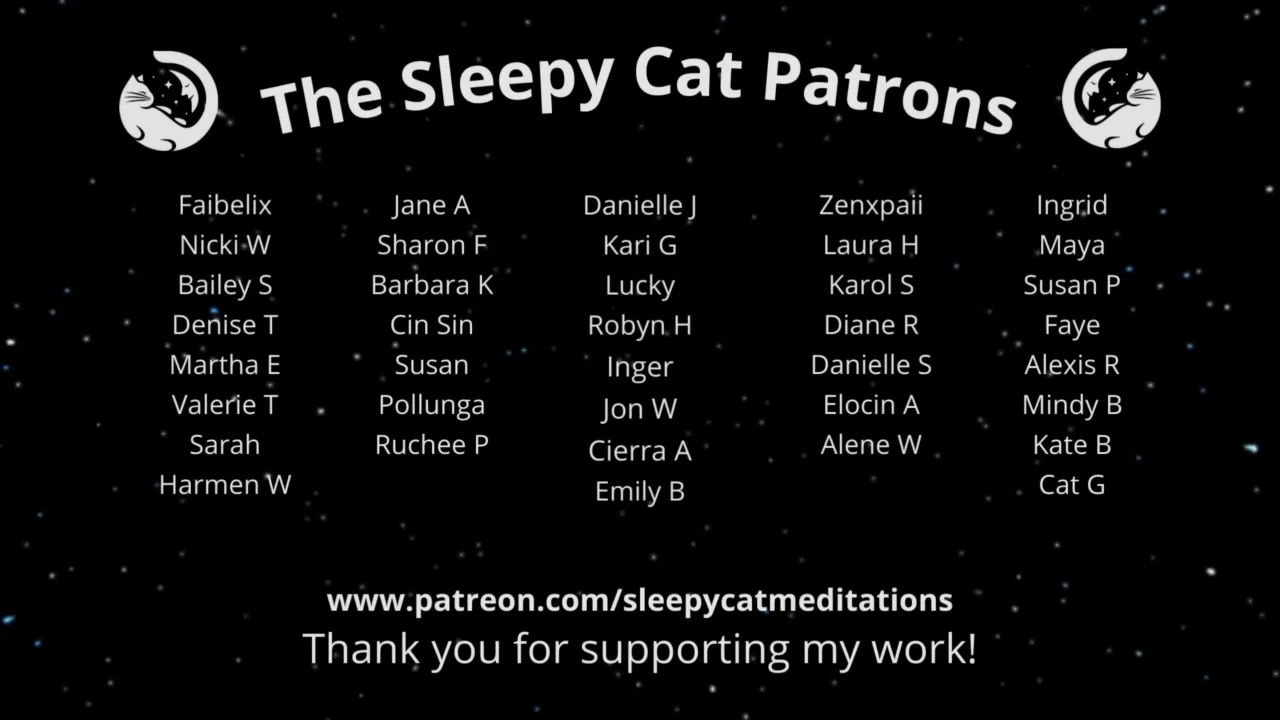 The Sleepy Cat Patrons
Faibelix
Nicki W
Bailey S
Denise T
Martha E
Valerie T
Sarah
Harmen W
Jane A
Sharon F
Barbara K
Cin Sin
Susan
Pollunga
Ruchee P
Danielle J
Kari G
Lucky
Robyn H
Inger
Jon W
Cierra A
Emily B
Zenxpaii
Laura H
Karol S
Diane R
Danielle S
Elocin A
Alene W
Ingrid
Maya
Susan P
Faye
Alexis R
Mindy B
Kate B
Cat G
www.patreon.com/sleepycatmeditations
Thank you for supporting my work!